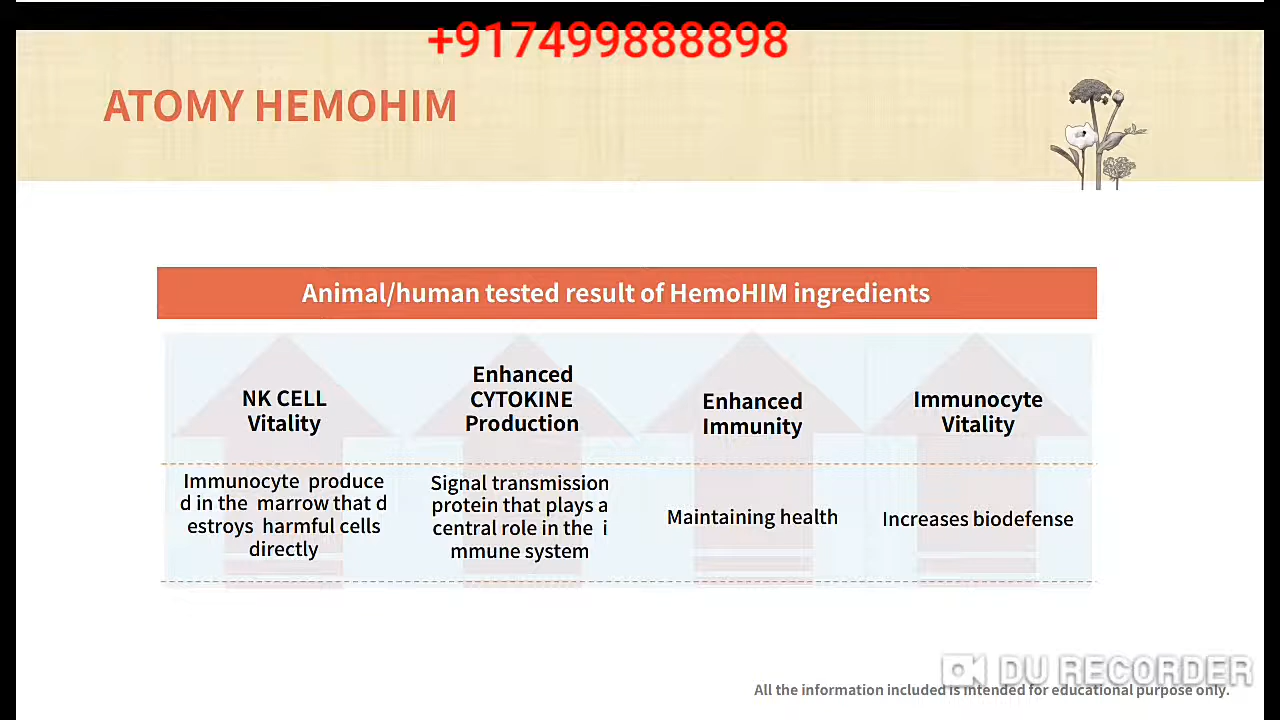 +917499888898
ATOMY HEMOHIM
Animal/human tested result of HemoHIM ingredients
NK CELL
Vitality
Immunocyte produce
d in the marrow that d
estroys harmful cells
directly
Enhanced
CYTOKINE
Production
Signal transmission
protein that plays a
central role in the i
mmune system
Enhanced
Immunity
Maintaining health
Immunocyte
Vitality
Increases biodefense
DU RECORDER
All the information included is intended for educational purpose only.